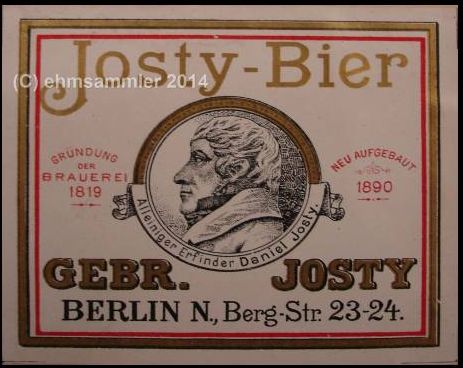 Josty-Bier
(C) ehmsammler 2014
GRÜNDUNG
DER
BRAUEREI
1819
NEU AUFGEBAUT
1890
Alleiniger Erfinder Daniel Josty.
GEBR. JOSTY
BERLIN N., Berg-Str. 23-24.